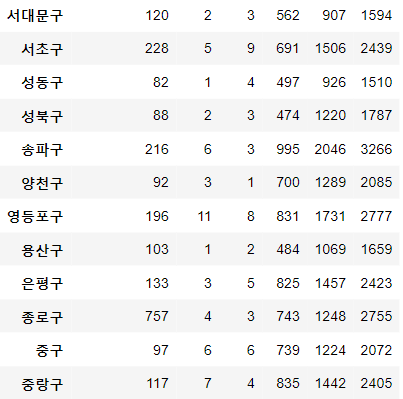 서대문구 120 2 3 562 907 1594
서초구 228 5 9 691 1506 2439
성동구 82 1 4 497 926 1510
성북구 88 2 3 474 1220 1787
송파구 216 6 3 995 2046 3266
양천구 92 3 1 700 1289 2085
영등포구 196 11 8 831 1731 2777
용산구 103 1 2 484 1069 1659
은평구 133 3 5 825 1457 2423
종로구 757 4 3 743 1248 2755
중구 97 6 6 739 1224 2072
중랑구 117 7 4 835 1442 2405